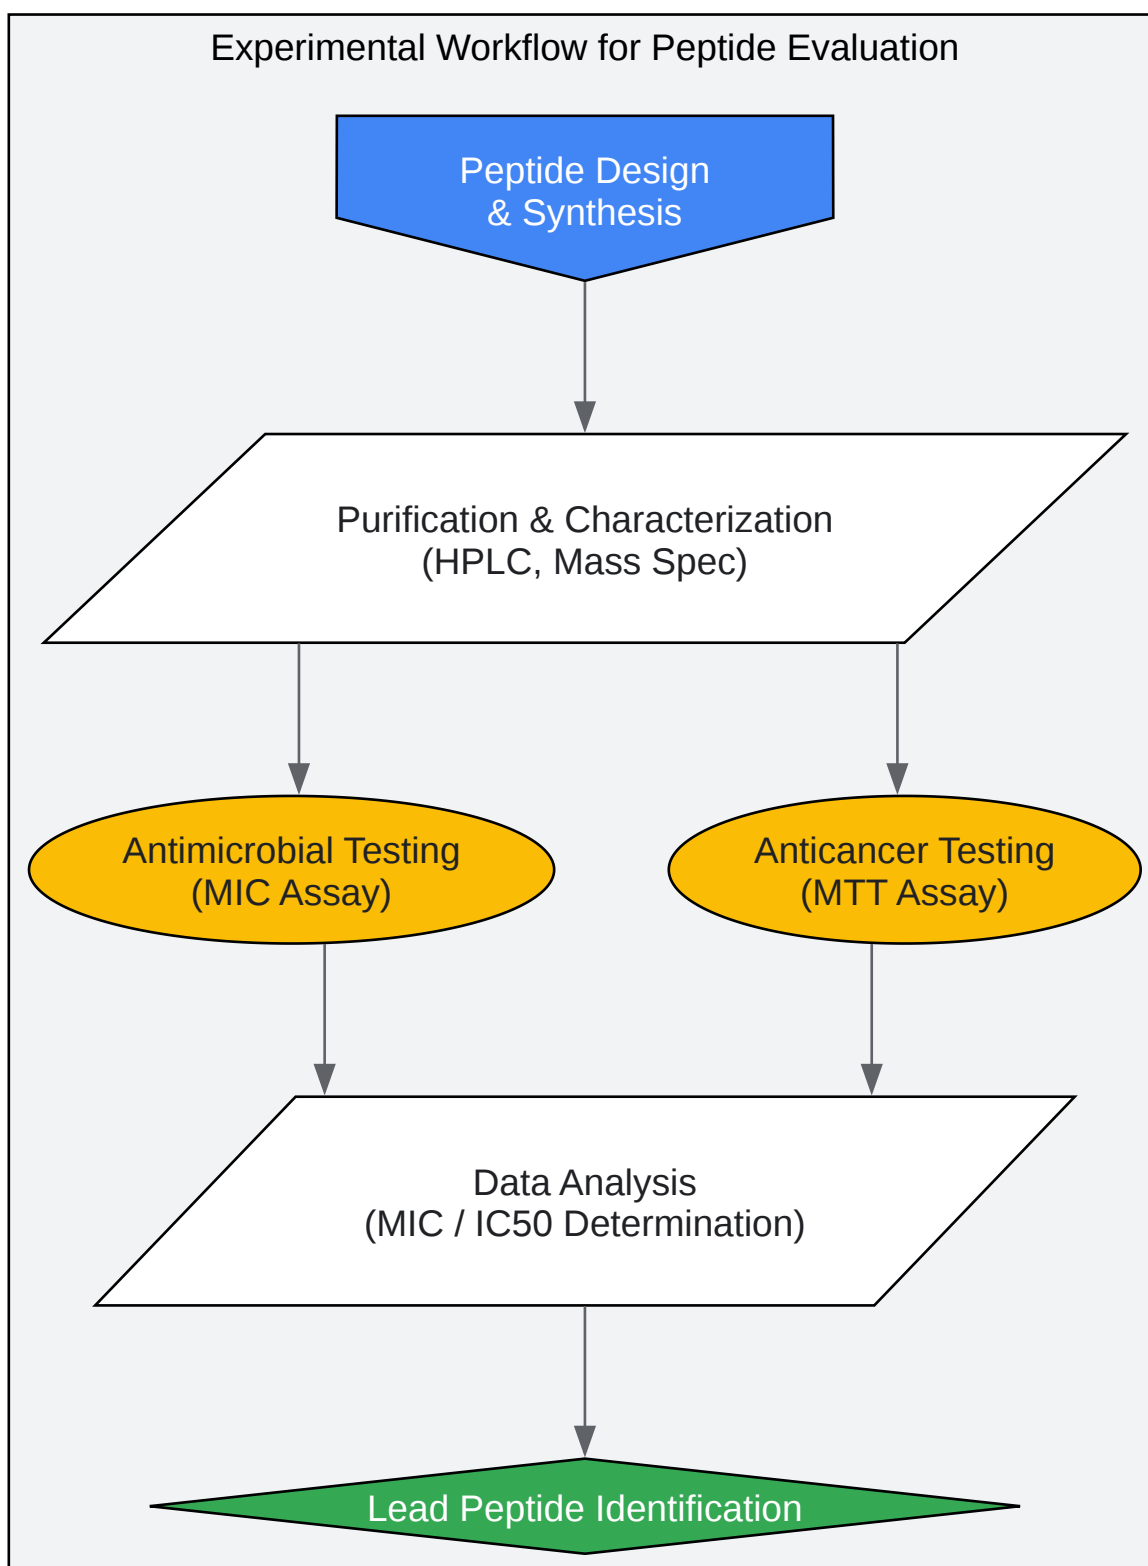 Experimental Workflow for Peptide Evaluation
Peptide Design
& Synthesis
Purification & Characterization
(HPLC, Mass Spec)
Antimicrobial Testing
(MIC Assay)
Anticancer Testing
(MTT Assay)
Data Analysis
(MIC / IC50 Determination)
Lead Peptide Identification